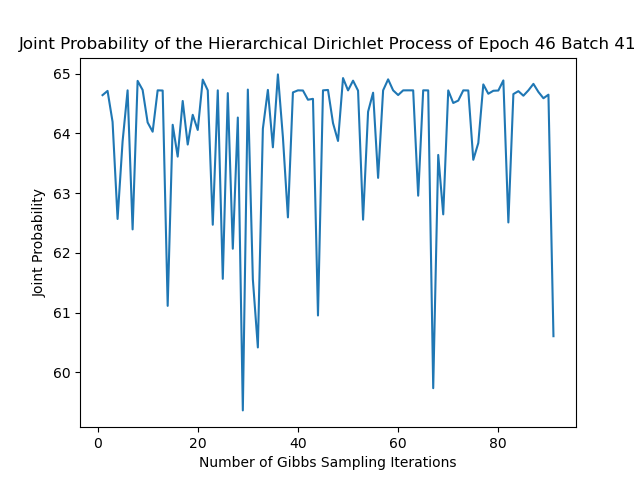 Joint Probability of the Hierarchical Dirichlet Process of Epoch 46 Batch 41
65
64
63
62
61
60
Joint Probability
0 20 40 60 80
Number of Gibbs Sampling Iterations